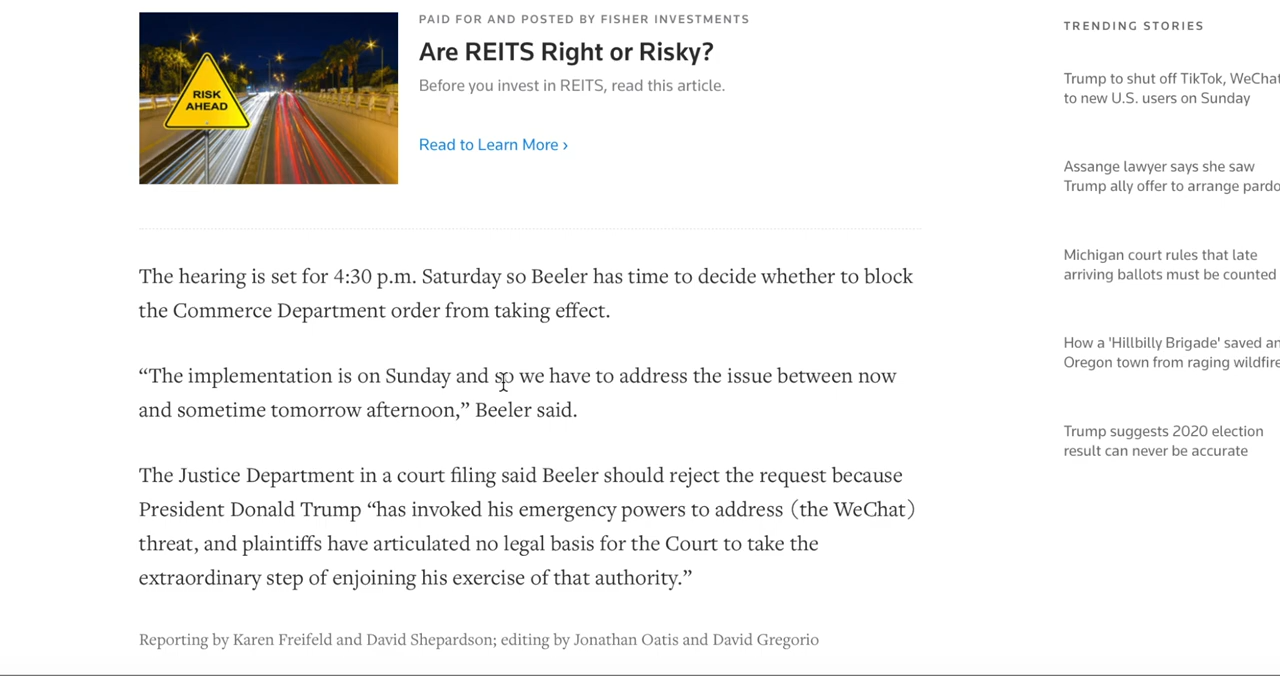 PAID FOR AND POSTED BY FISHER INVESTMENTS
Are REITS Right or Risky?
Before you invest in REITS, read this article.
Read to Learn More ›
RISK
AHEAD
The hearing is set for 4:30 p.m. Saturday so Beeler has time to decide whether to block
the Commerce Department order from taking effect.
“The implementation is on Sunday and so we have to address the issue between now
and sometime tomorrow afternoon,” Beeler said.
The Justice Department in a court filing said Beeler should reject the request because
President Donald Trump “has invoked his emergency powers to address (the WeChat)
threat, and plaintiffs have articulated no legal basis for the Court to take the
extraordinary step of enjoining his exercise of that authority.”
Reporting by Karen Freifeld and David Shepardson; editing by Jonathan Oatis and David Gregorio
TRENDING STORIES
Trump to shut off TikTok, WeChat
to new U.S. users on Sunday
Assange lawyer says she saw
Trump ally offer to arrange pardo
Michigan court rules that late
arriving ballots must be counted
How a 'Hillbilly Brigade' saved an
Oregon town from raging wildfire
Trump suggests 2020 election
result can never be accurate